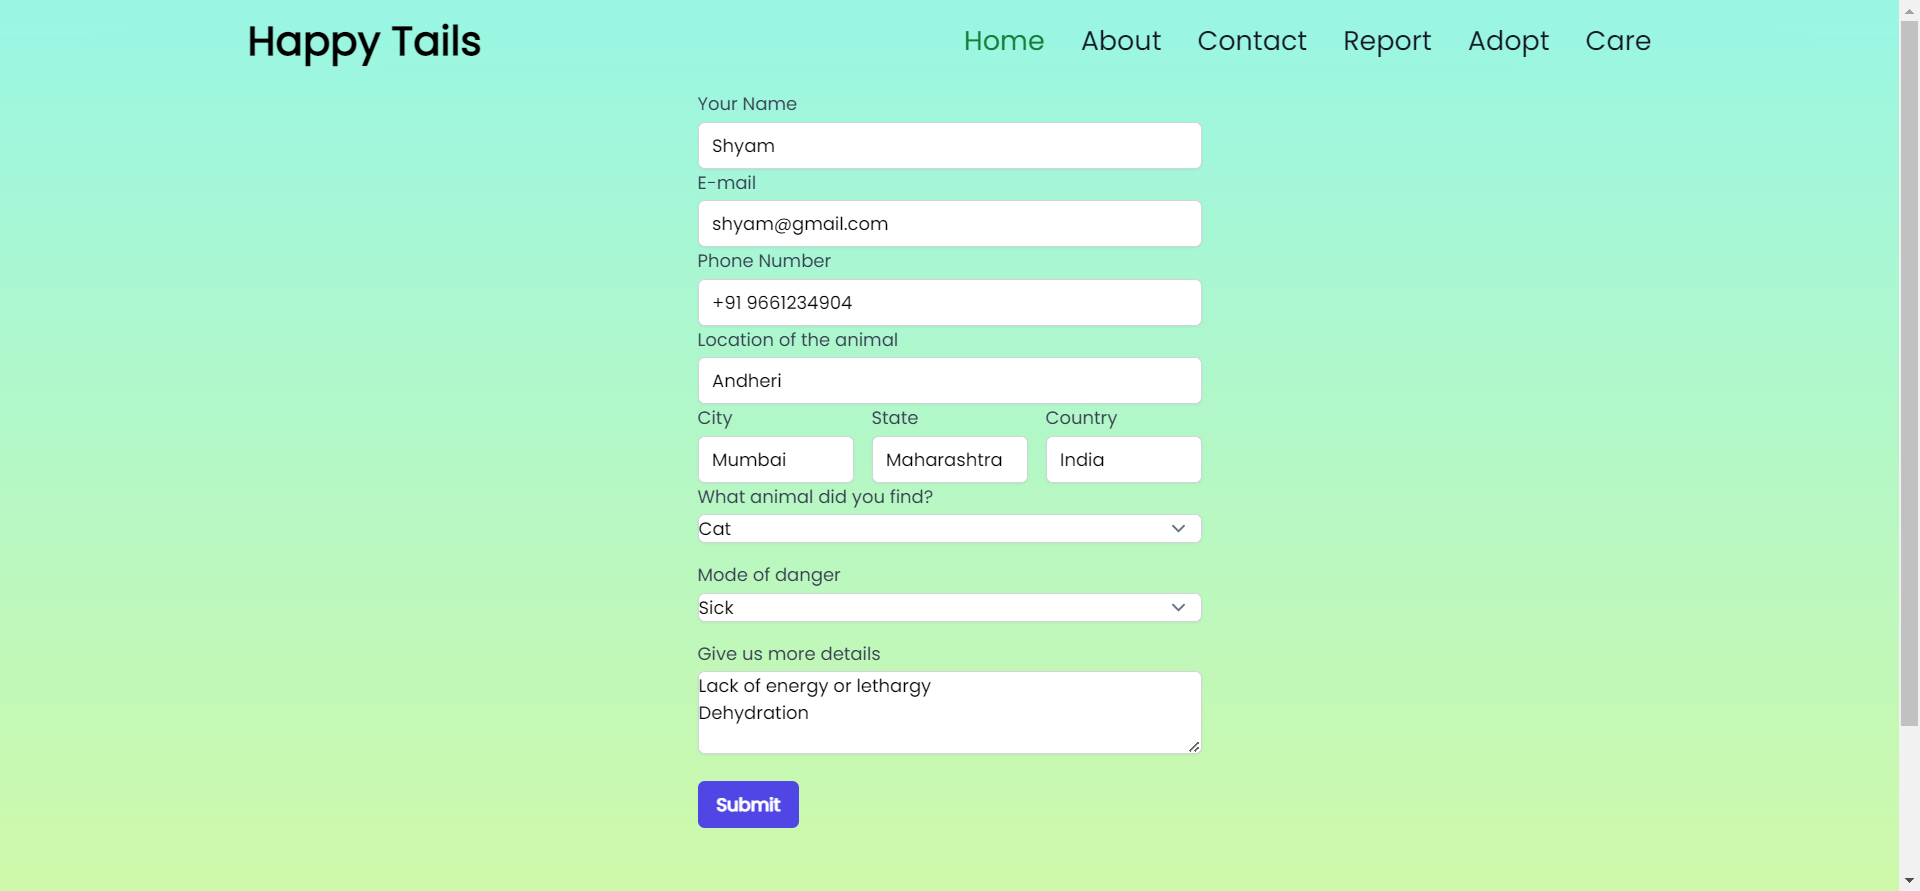 Happy Tails Home About Contact Report Adopt Care
Your Name
Shyam
E-mail
shyam@gmail.com
Phone Number
+91 9661234904
Location of the animal
Andheri
City State Country
Mumbai Maharashtra India
What animal did you find?
Cat
Mode of danger
Sick
Give us more details
Lack of energy or lethargy
Dehydration
Submit